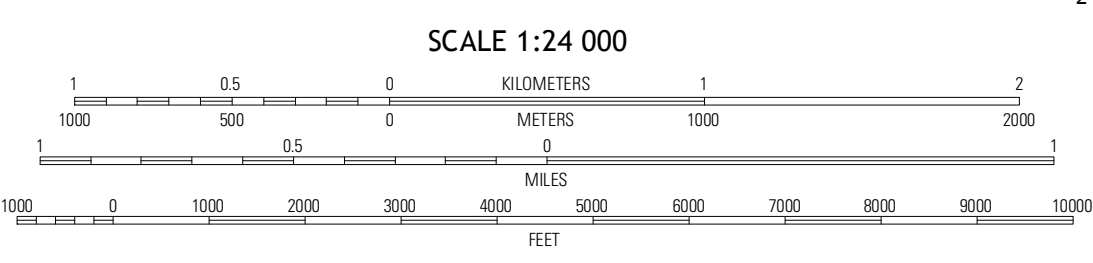 2
SCALE 1:24 000
1 0.5 0 KILOMETERS 1 2
1000 500 0 METERS 1000 2000
1 0.5 0 1
MILES
1000 0 1000 2000 3000 4000 5000 6000 7000 8000 9000 10000
FEET